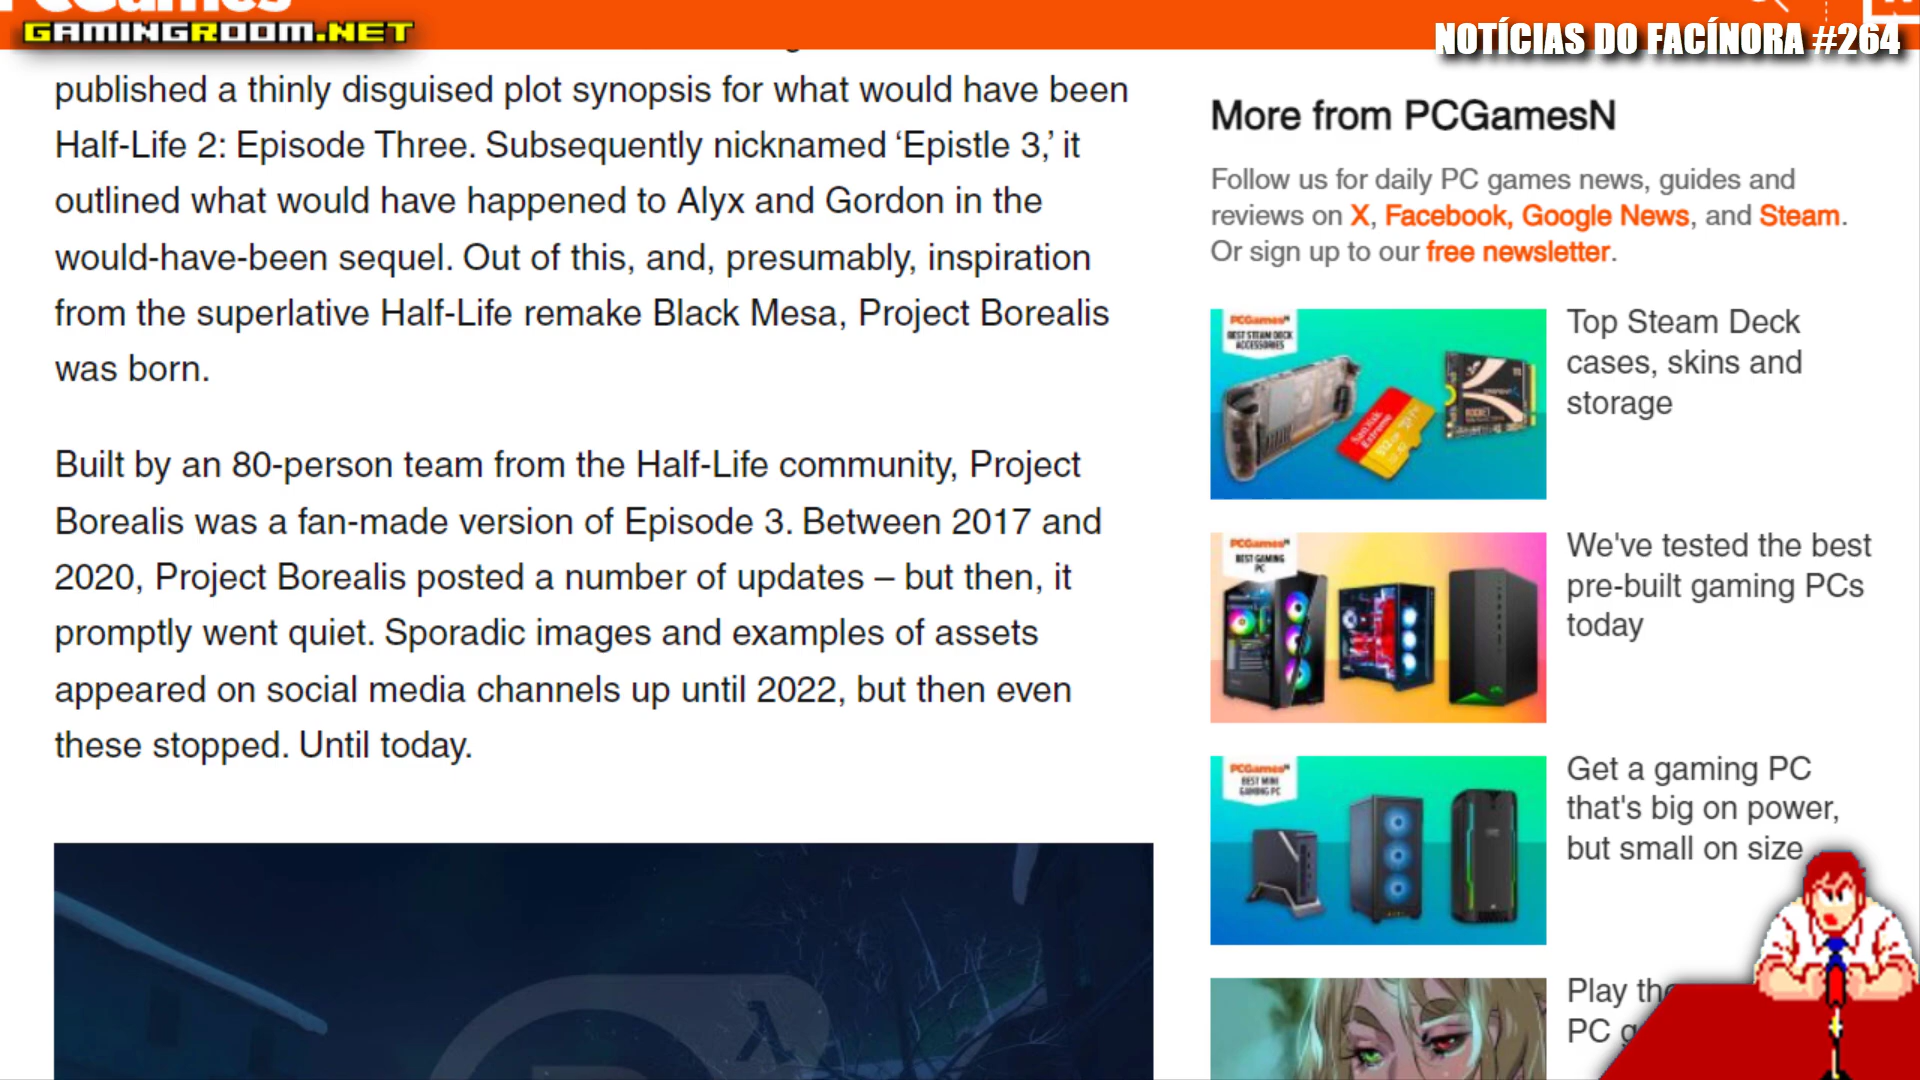 PCGames
GAMINGROOM.NET
NOTÍCIAS DO FACÍNORA #264
published a thinly disguised plot synopsis for what would have been
Half-Life 2: Episode Three. Subsequently nicknamed ‘Epistle 3,’ it
outlined what would have happened to Alyx and Gordon in the
would-have-been sequel. Out of this, and, presumably, inspiration
from the superlative Half-Life remake Black Mesa, Project Borealis
was born.
Built by an 80-person team from the Half-Life community, Project
Borealis was a fan-made version of Episode 3. Between 2017 and
2020, Project Borealis posted a number of updates – but then, it
promptly went quiet. Sporadic images and examples of assets
appeared on social media channels up until 2022, but then even
these stopped. Until today.
More from PCGamesN
Follow us for daily PC games news, guides and
reviews on X, Facebook, Google News, and Steam.
Or sign up to our free newsletter.
PCGamesN
BEST STEAM DECK
ACCESSORIES
SanDisk
Extreme
ROCKET
Top Steam Deck
cases, skins and
storage
PCGamesN
BEST GAMING
PC
We've tested the best
pre-built gaming PCs
today
PCGamesN
BEST MINI
GAMING PC
Get a gaming PC
that's big on power,
but small on size
Play the
PC g